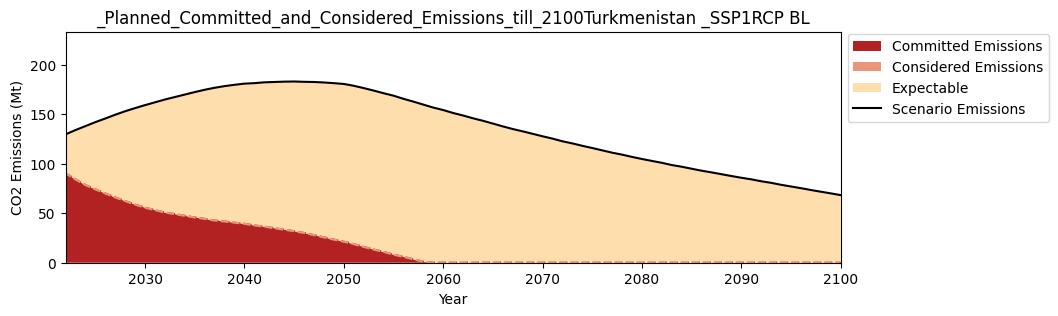 _Planned_Committed_and_Considered_Emissions_till_2100Turkmenistan _SSP1RCP BL
CO2 Emissions (Mt)
200
150
100
50
0
2030 2040 2050 2060 2070 2080 2090 2100
Year
Committed Emissions
Considered Emissions
Expectable
Scenario Emissions